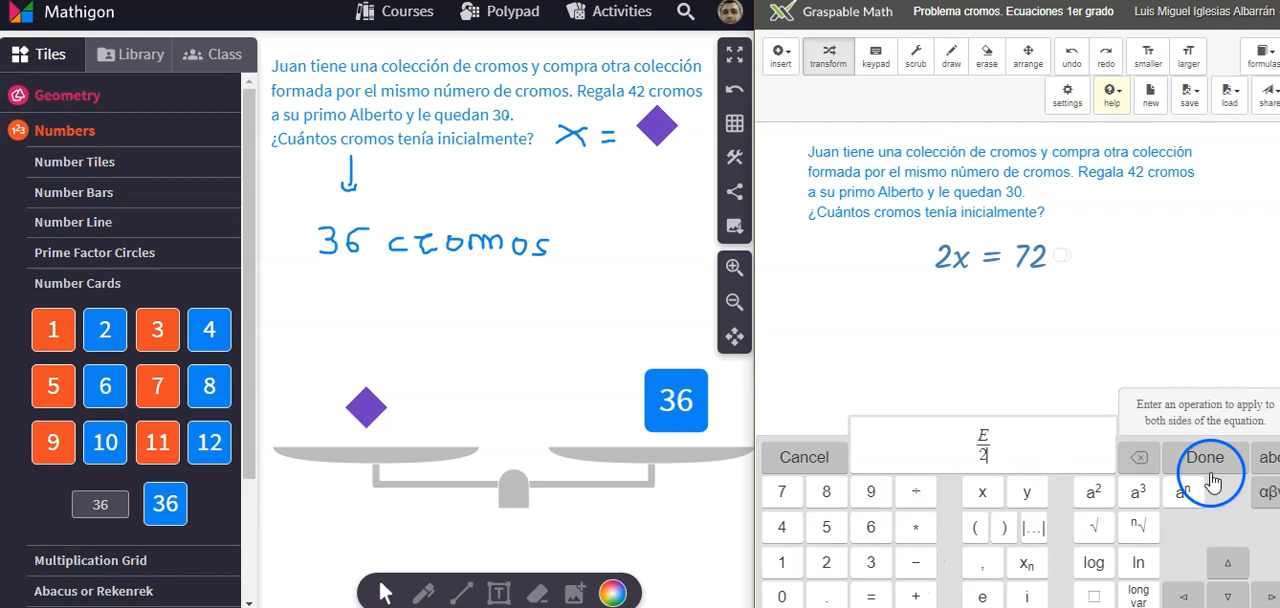 Mathigon
Courses
Polypad
Activities
Tiles
Library
Class
Geometry
Numbers
Number Tiles
Number Bars
Number Line
Prime Factor Circles
Number Cards
1 2 3 4
5 6 7 8
9 10 11 12
36 36
Multiplication Grid
Abacus or Rekenrek
Juan tiene una colección de cromos y compra otra colección
formada por el mismo número de cromos. Regala 42 cromos
a su primo Alberto y le quedan 30.
¿Cuántos cromos tenía inicialmente?
x =
36 cromos
36
Graspable Math
Problema cromos. Ecuaciones 1er grado
Luis Miguel Iglesias Albarrán
insert
transform
keypad
scrub
draw
erase
arrange
undo
redo
smaller
larger
formulas
settings
help
new
save
load
share
Juan tiene una colección de cromos y compra otra colección
formada por el mismo número de cromos. Regala 42 cromos
a su primo Alberto y le quedan 30.
¿Cuántos cromos tenía inicialmente?
2x = 72
Enter an operation to apply to
both sides of the equation.
Cancel
E
2
Done
abc
7 8 9 ÷ x y a² a³ aⁿ αβγ
4 5 6 * ( ) |...| √ ⁿ√
1 2 3 − , xₙ log ln
0 . = + e i long
var